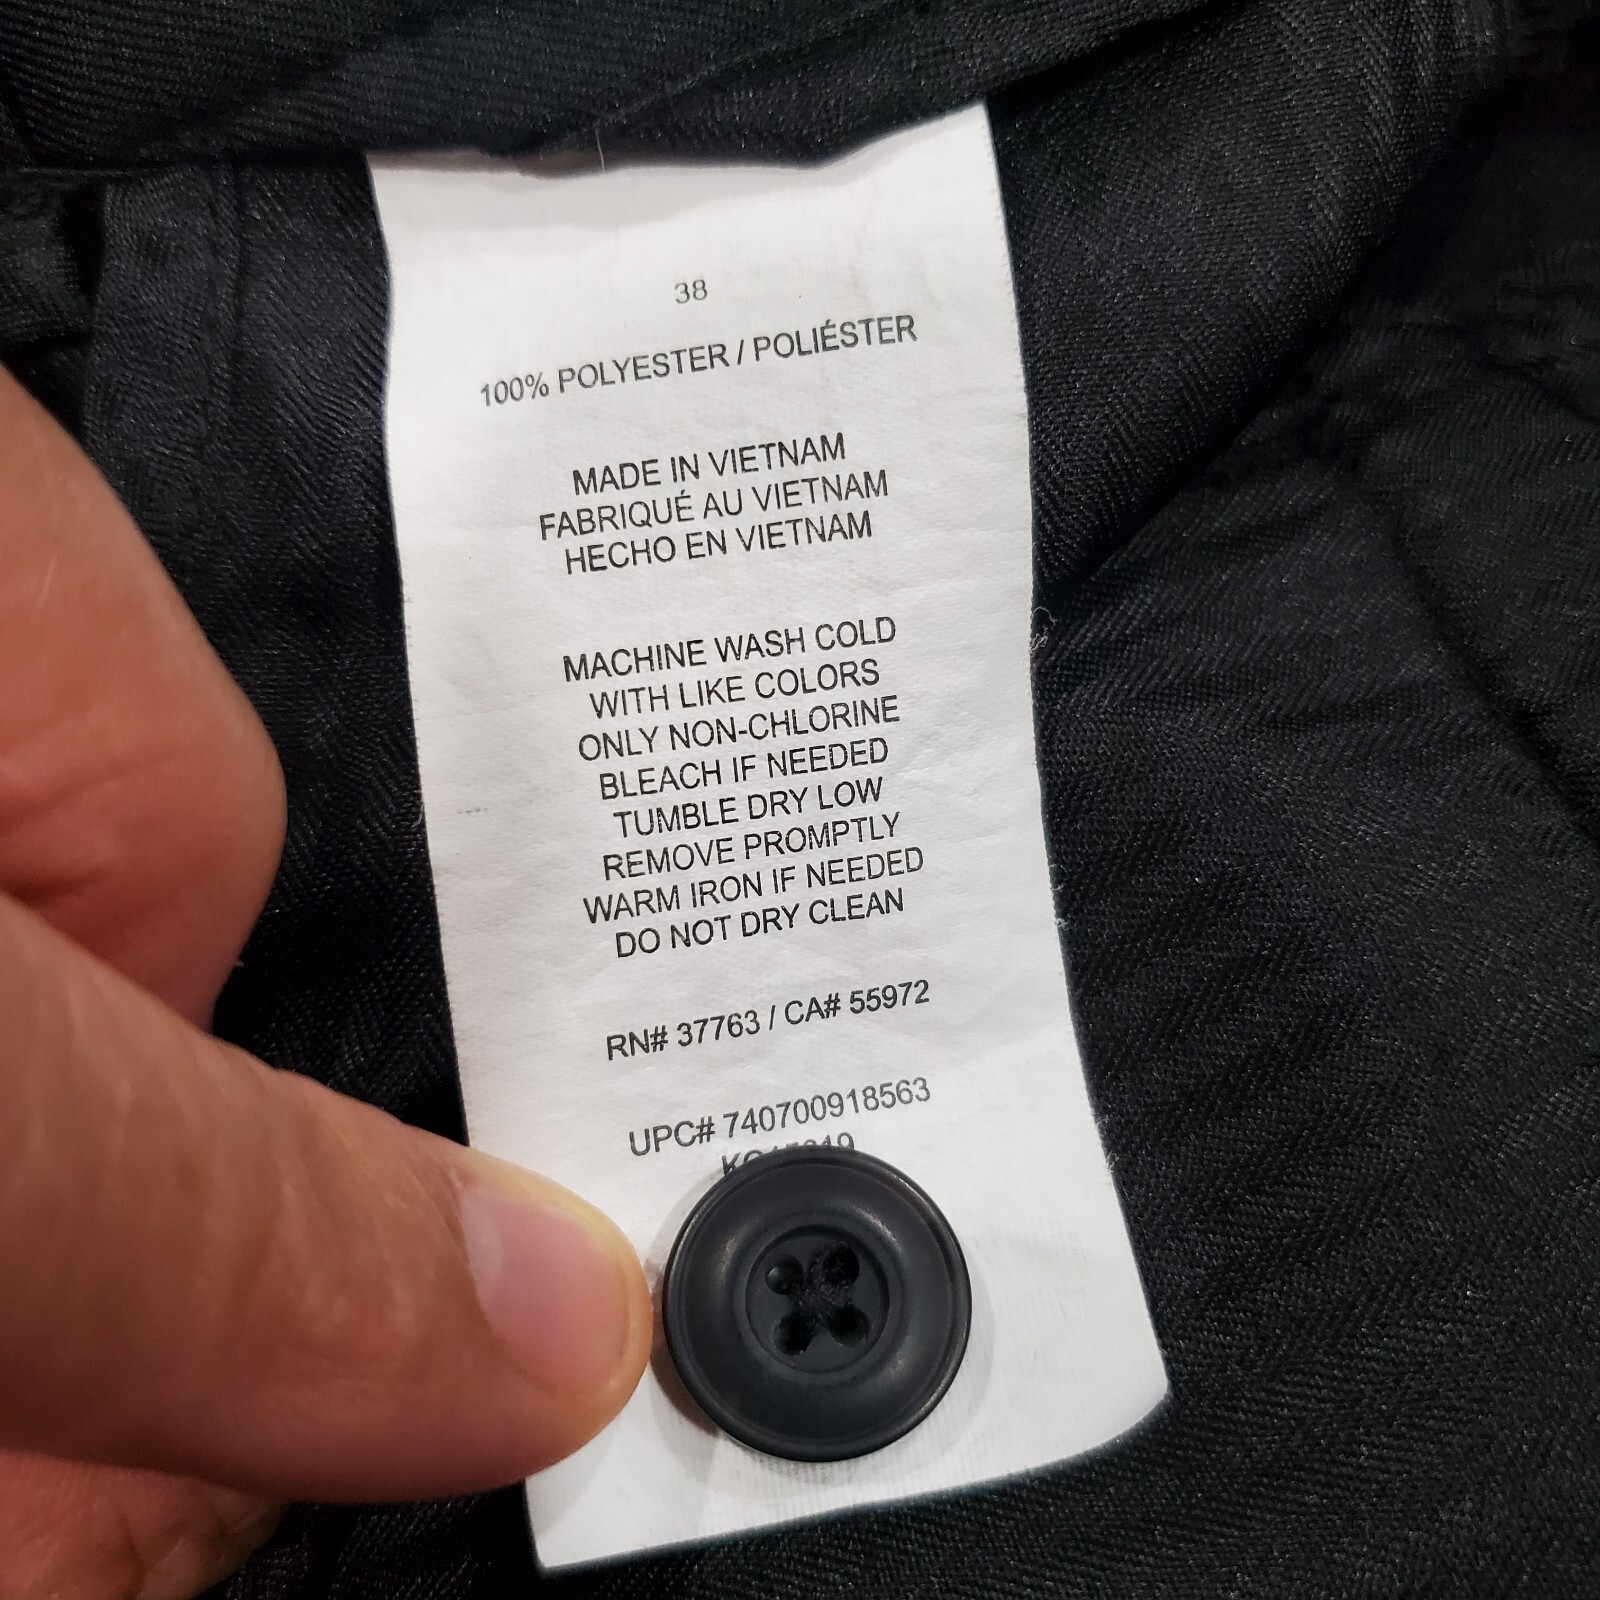 38
100% POLYESTER / POLIÉSTER
MADE IN VIETNAM
FABRIQUÉ AU VIETNAM
HECHO EN VIETNAM
MACHINE WASH COLD
WITH LIKE COLORS
ONLY NON-CHLORINE
BLEACH IF NEEDED
TUMBLE DRY LOW
REMOVE PROMPTLY
WARM IRON IF NEEDED
DO NOT DRY CLEAN
RN# 37763 / CA# 55972
UPC# 740700918563